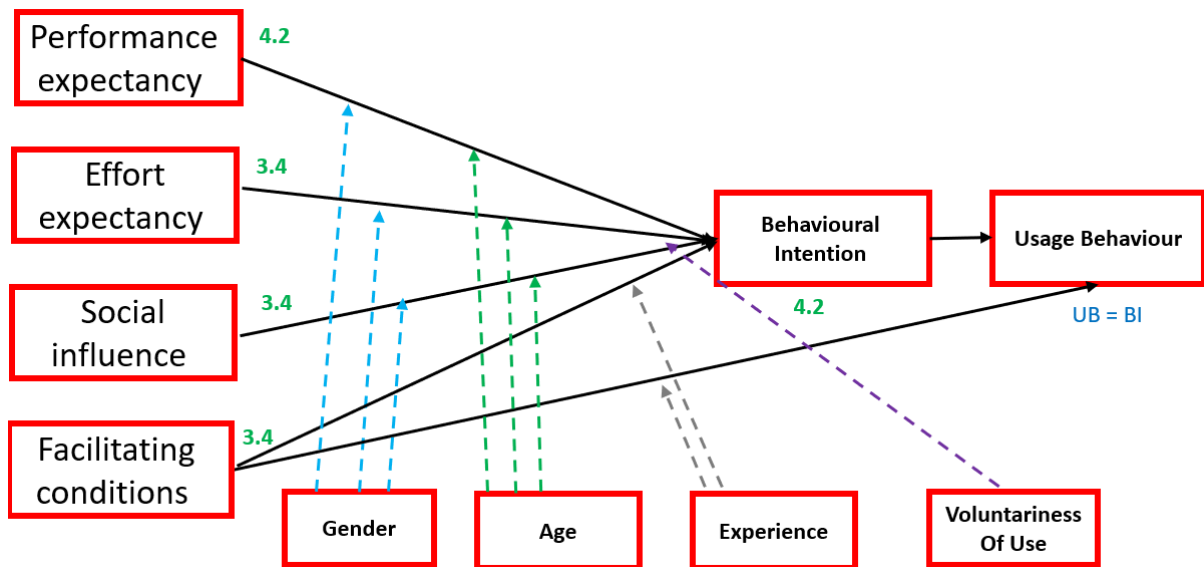 Performance
expectancy
4.2
Effort
expectancy
3.4
Behavioural
Intention
Usage Behaviour
Social
influence
3.4
4.2
UB = BI
Facilitating
conditions
3.4
Gender
Age
Experience
Voluntariness
Of Use